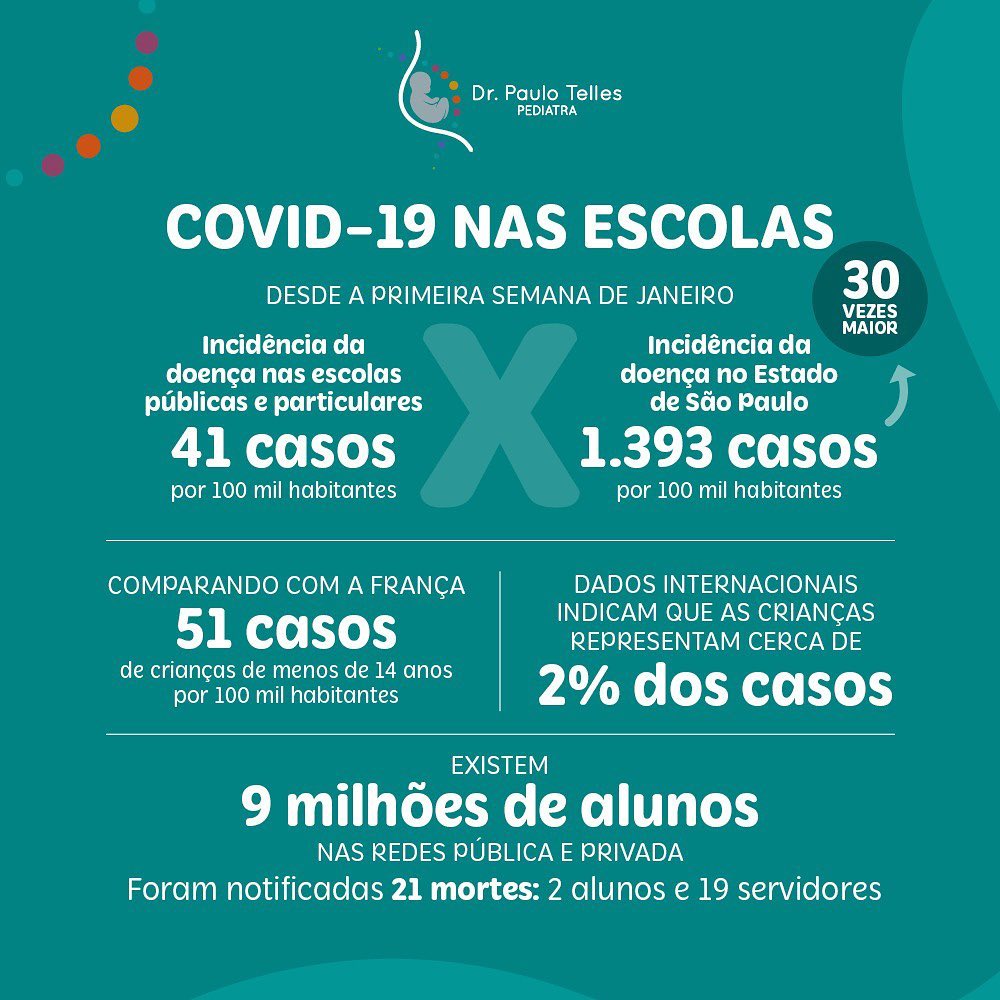 Dr. Paulo Telles
PEDIATRA
COVID-19 NAS ESCOLAS
DESDE A PRIMEIRA SEMANA DE JANEIRO
30
VEZES
MAIOR
Incidência da
doença nas escolas
públicas e particulares
41 casos
por 100 mil habitantes
X
Incidência da
doença no Estado
de São Paulo
1.393 casos
por 100 mil habitantes
COMPARANDO COM A FRANÇA
51 casos
de crianças de menos de 14 anos
por 100 mil habitantes
DADOS INTERNACIONAIS
INDICAM QUE AS CRIANÇAS
REPRESENTAM CERCA DE
2% dos casos
EXISTEM
9 milhões de alunos
NAS REDES PÚBLICA E PRIVADA
Foram notificadas 21 mortes: 2 alunos e 19 servidores